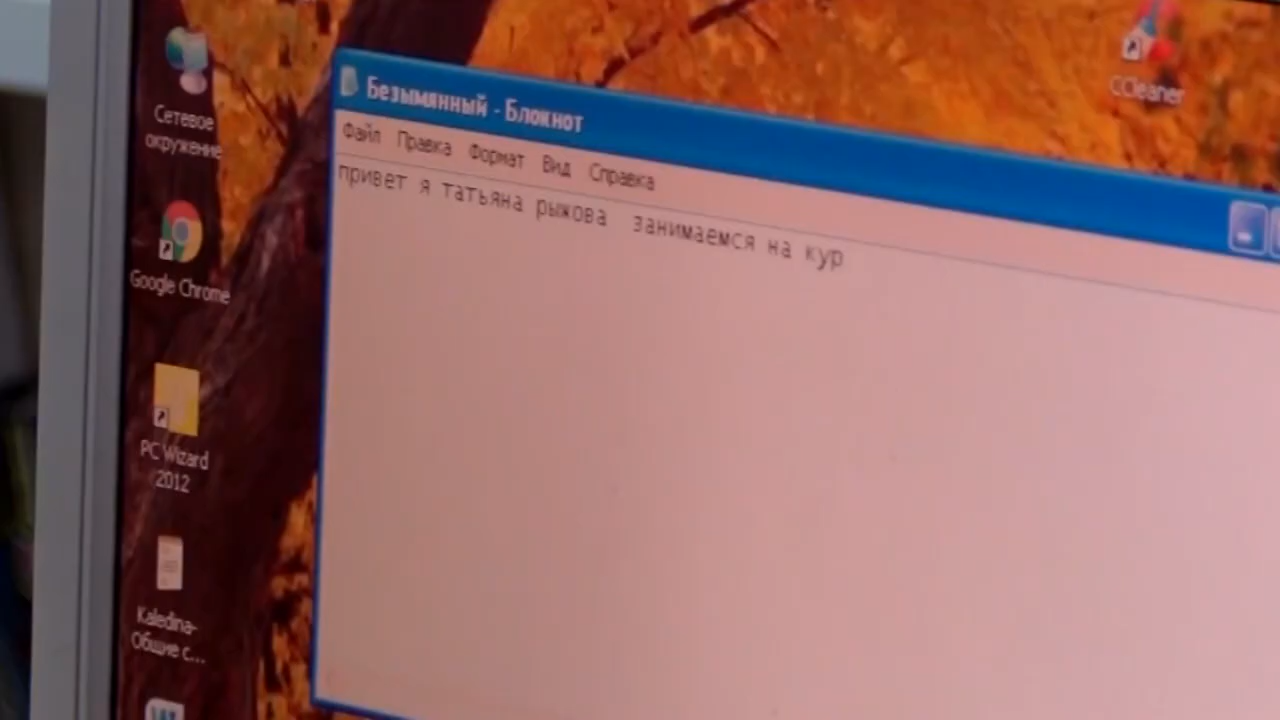 Сетевое
окружение
Google Chrome
PC Wizard
2012
Kaledina-
Общие с...
CCleaner
Безымянный - Блокнот
Файл Правка Формат Вид Справка
привет я татьяна рыжова  занимаемся на кур